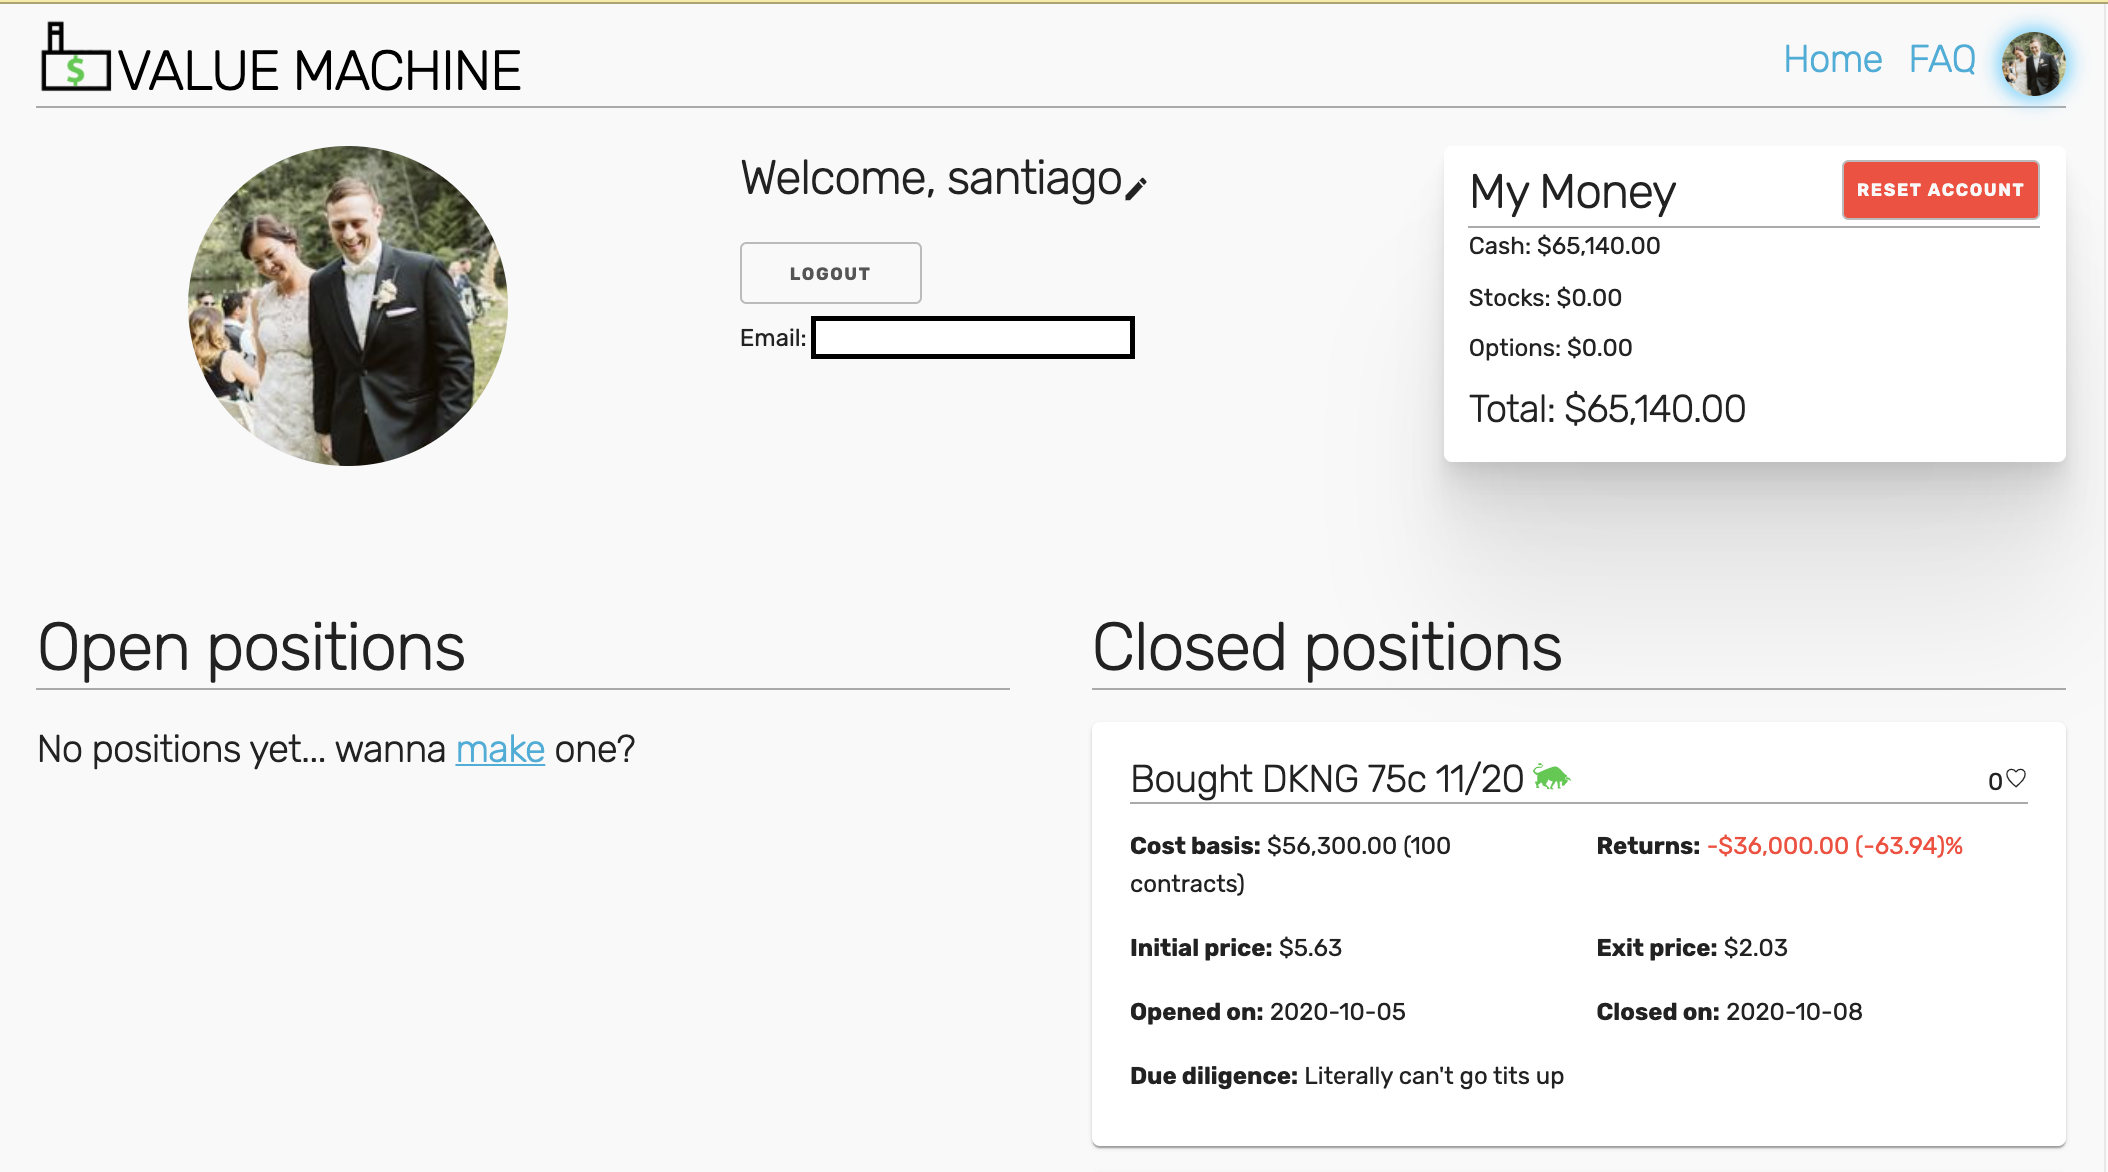 $ VALUE MACHINE
Home FAQ
Welcome, santiago
LOGOUT
Email:
My Money
RESET ACCOUNT
Cash: $65,140.00
Stocks: $0.00
Options: $0.00
Total: $65,140.00
Open positions
No positions yet... wanna make one?
Closed positions
Bought DKNG 75c 11/20
0
Cost basis: $56,300.00 (100
contracts)
Returns: -$36,000.00 (-63.94)%
Initial price: $5.63
Exit price: $2.03
Opened on: 2020-10-05
Closed on: 2020-10-08
Due diligence: Literally can't go tits up